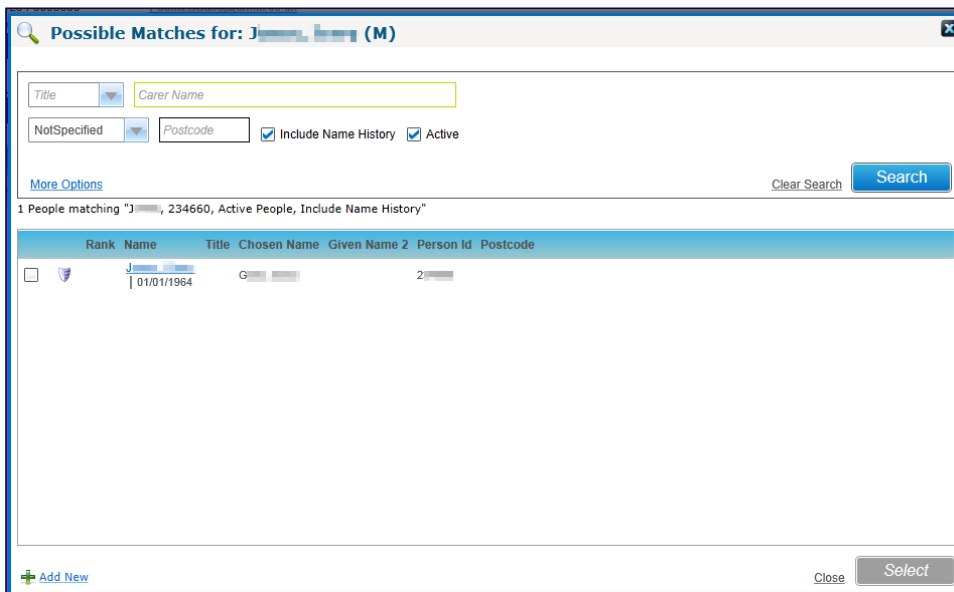 Possible Matches for: (M)
Title Carer Name
NotSpecified Postcode Include Name History Active
More Options Clear Search Search
1 People matching "J , 234660, Active People, Include Name History"
Rank Name Title Chosen Name Given Name 2 Person Id Postcode
| 01/01/1964
Add New Close Select